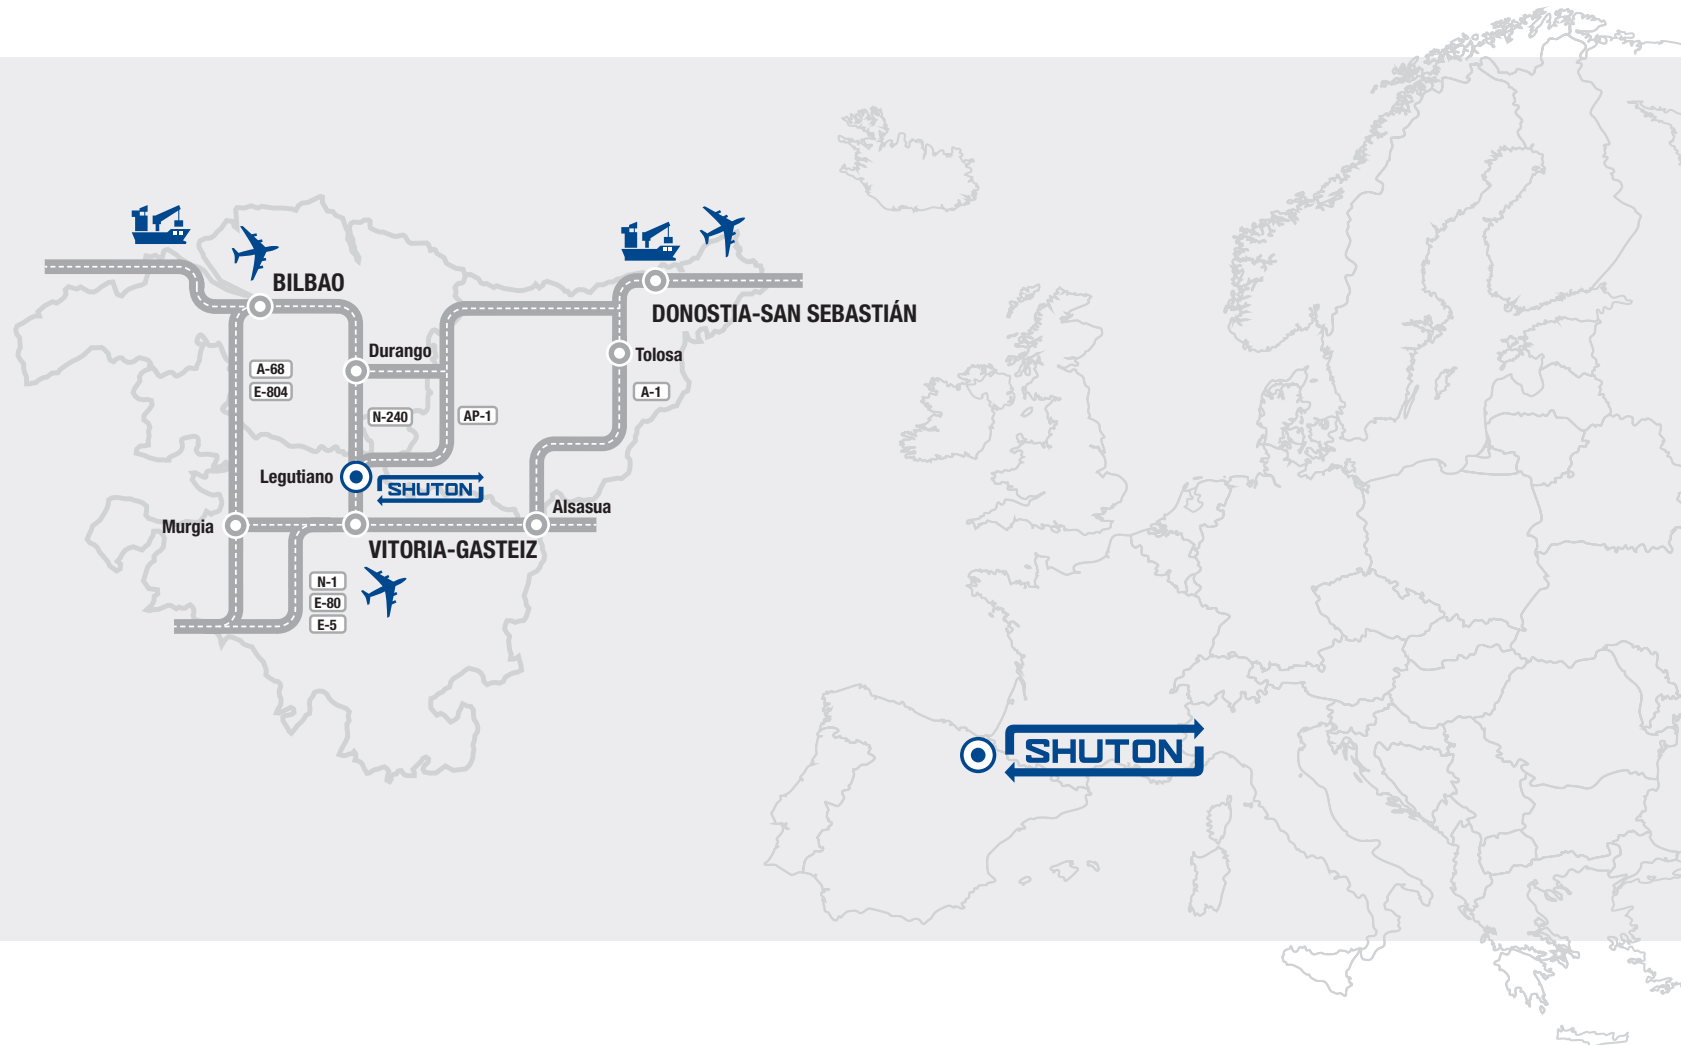 BILBAO
DONOSTIA-SAN SEBASTIÁN
Durango
Tolosa
A-68
E-804
A-1
N-240
AP-1
Legutiano
SHUTON
Alsasua
Murgia
VITORIA-GASTEIZ
N-1
E-80
E-5
SHUTON